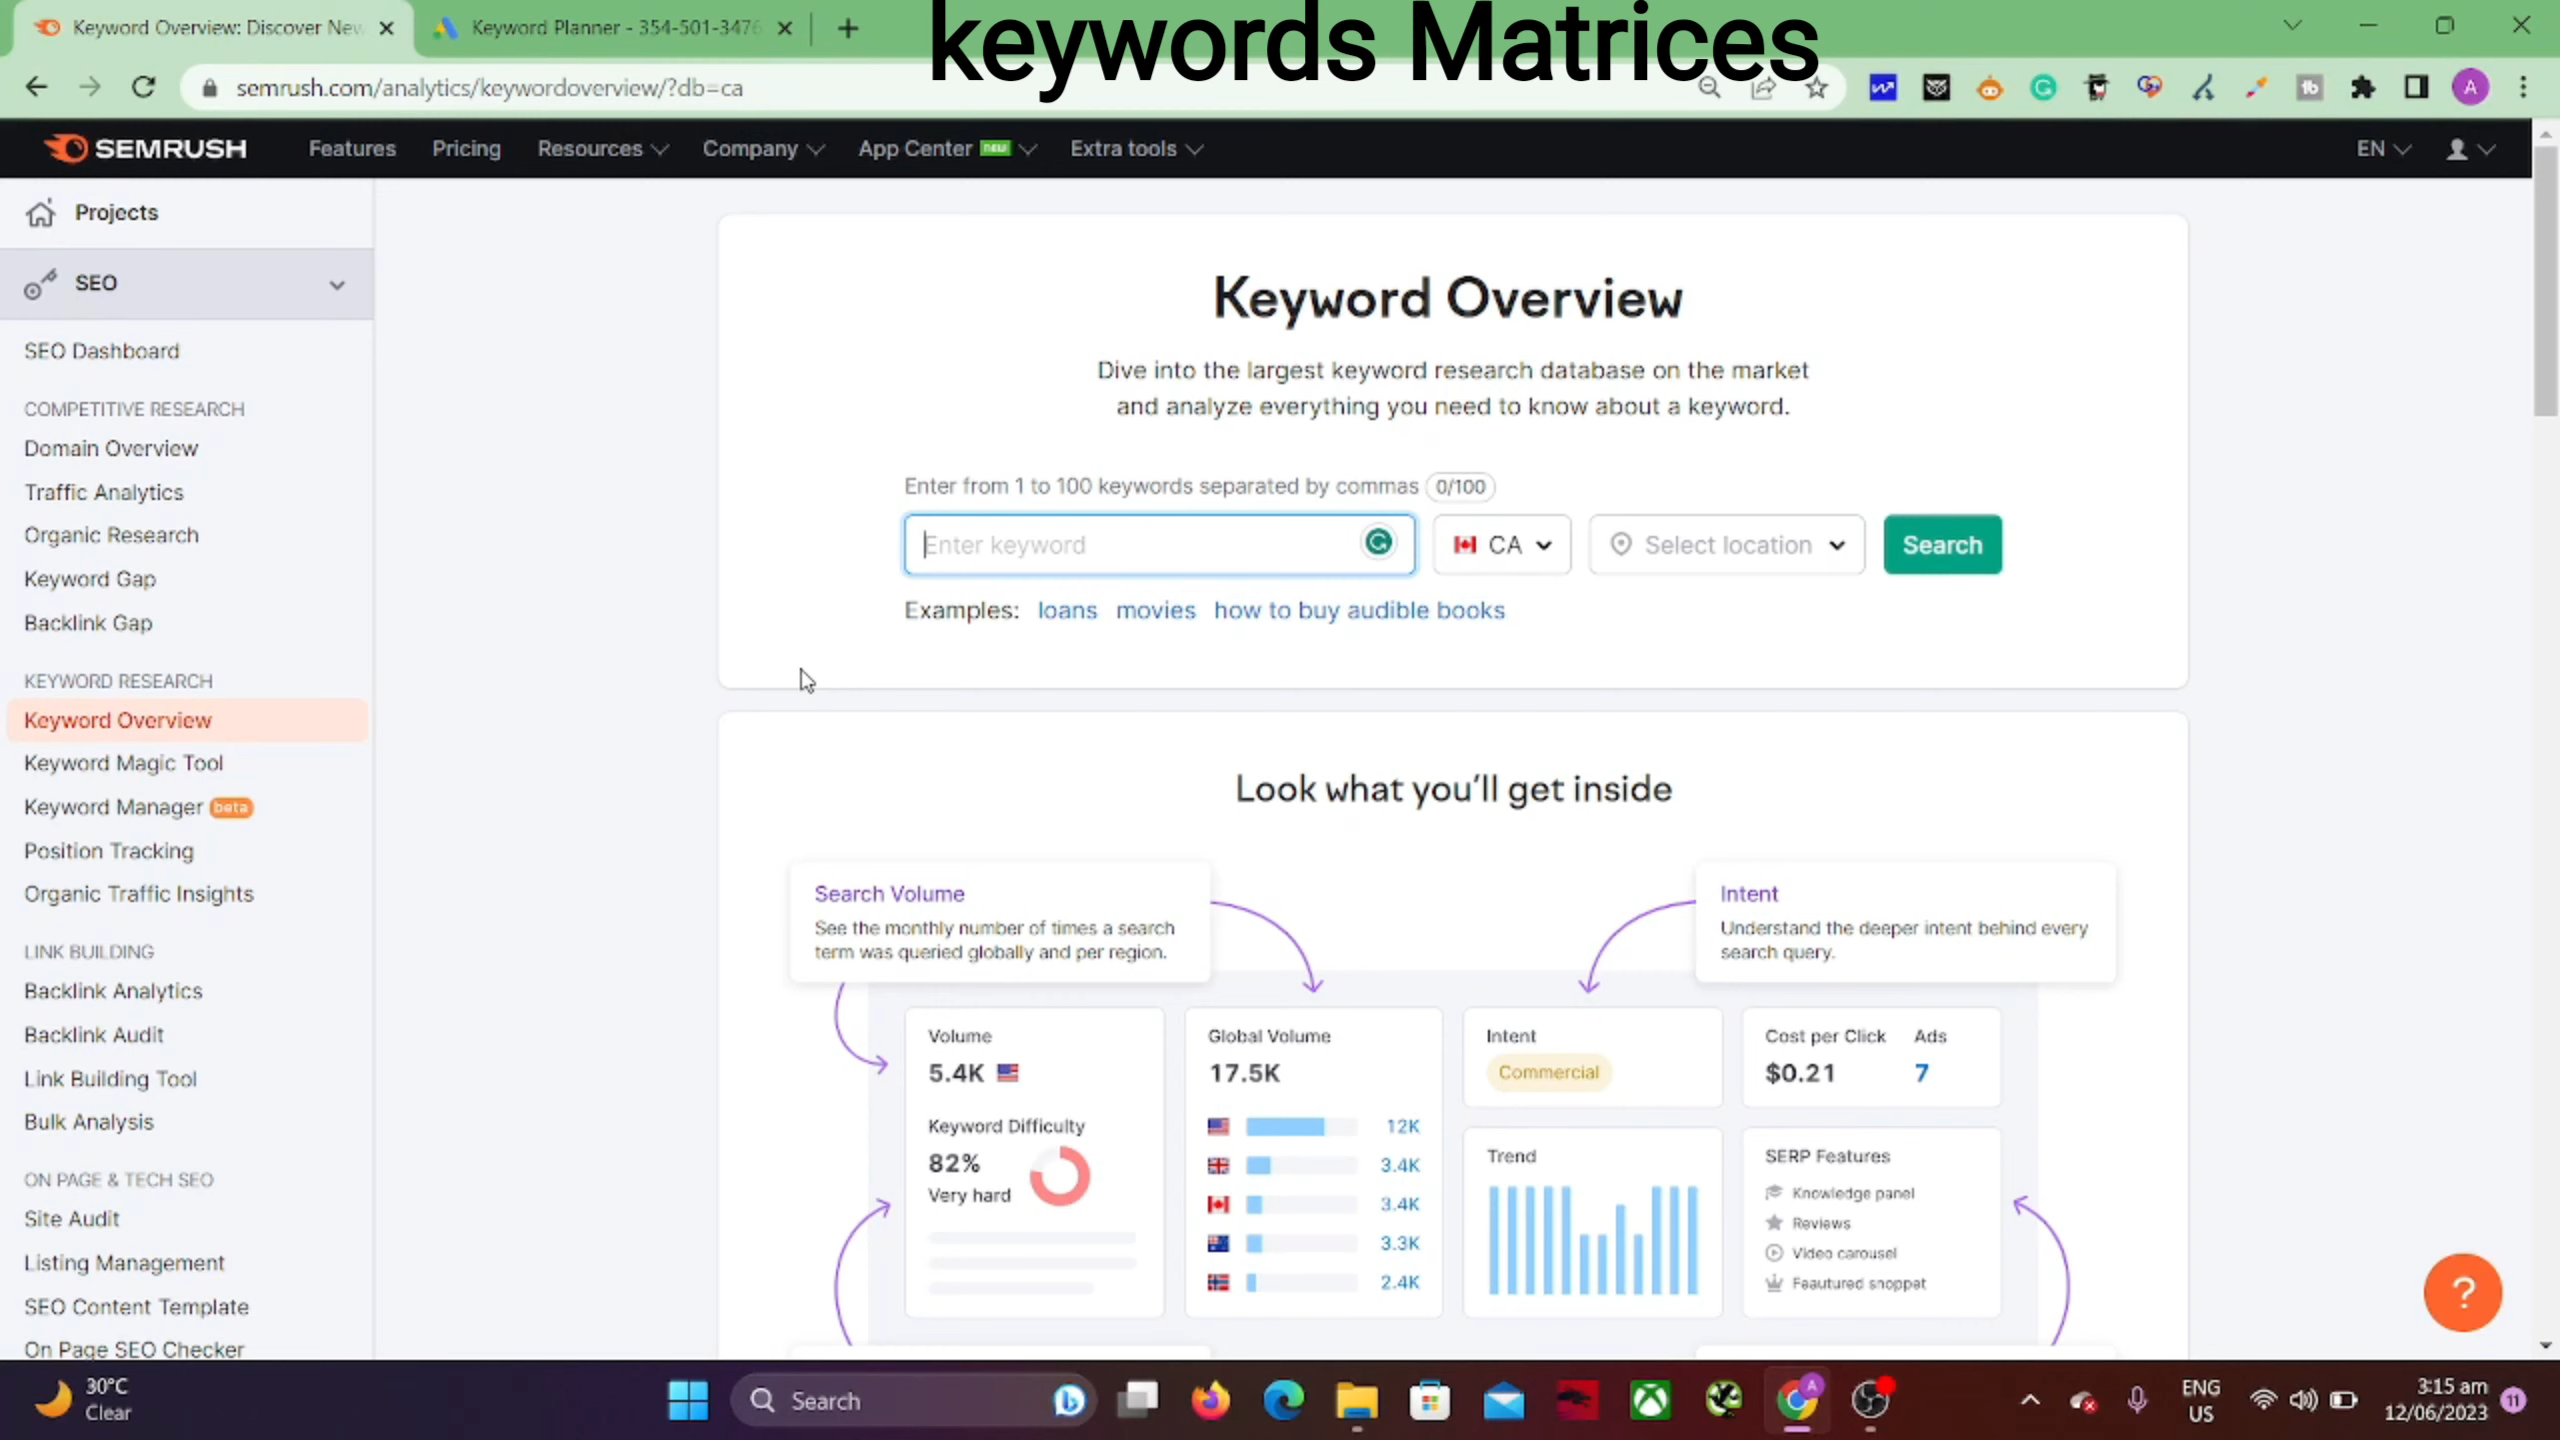 keywords Matrices
Keyword Overview: Discover New
Keyword Planner - 354-501-3476
semrush.com/analytics/keywordoverview/?db=ca
A
SEMRUSH
Features
Pricing
Resources
Company
App Center new
Extra tools
EN
Projects
SEO
SEO Dashboard
COMPETITIVE RESEARCH
Domain Overview
Traffic Analytics
Organic Research
Keyword Gap
Backlink Gap
KEYWORD RESEARCH
Keyword Overview
Keyword Magic Tool
Keyword Manager beta
Position Tracking
Organic Traffic Insights
LINK BUILDING
Backlink Analytics
Backlink Audit
Link Building Tool
Bulk Analysis
ON PAGE & TECH SEO
Site Audit
Listing Management
SEO Content Template
On Page SEO Checker
Keyword Overview
Dive into the largest keyword research database on the market
and analyze everything you need to know about a keyword.
Enter from 1 to 100 keywords separated by commas 0/100
Enter keyword
CA
Select location
Search
Examples: loans movies how to buy audible books
Look what you'll get inside
Search Volume
See the monthly number of times a search
term was queried globally and per region.
Intent
Understand the deeper intent behind every
search query.
Volume
5.4K
Keyword Difficulty
82%
Very hard
Global Volume
17.5K
12K
3.4K
3.4K
3.3K
2.4K
Intent
Commercial
Trend
Cost per Click Ads
$0.21 7
SERP Features
Knowledge panel
Reviews
Video carousel
Feautured snoppet
?
30°C
Clear
Search
A
ENG
US
3:15 am
12/06/2023
11